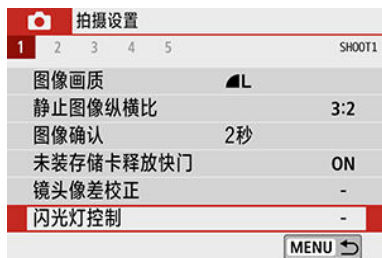 拍摄设置
1 2 3 4 5 SHOOT1
图像画质 L
静止图像纵横比 3:2
图像确认 2秒
未装存储卡释放快门 ON
镜头像差校正 -
闪光灯控制 -
MENU